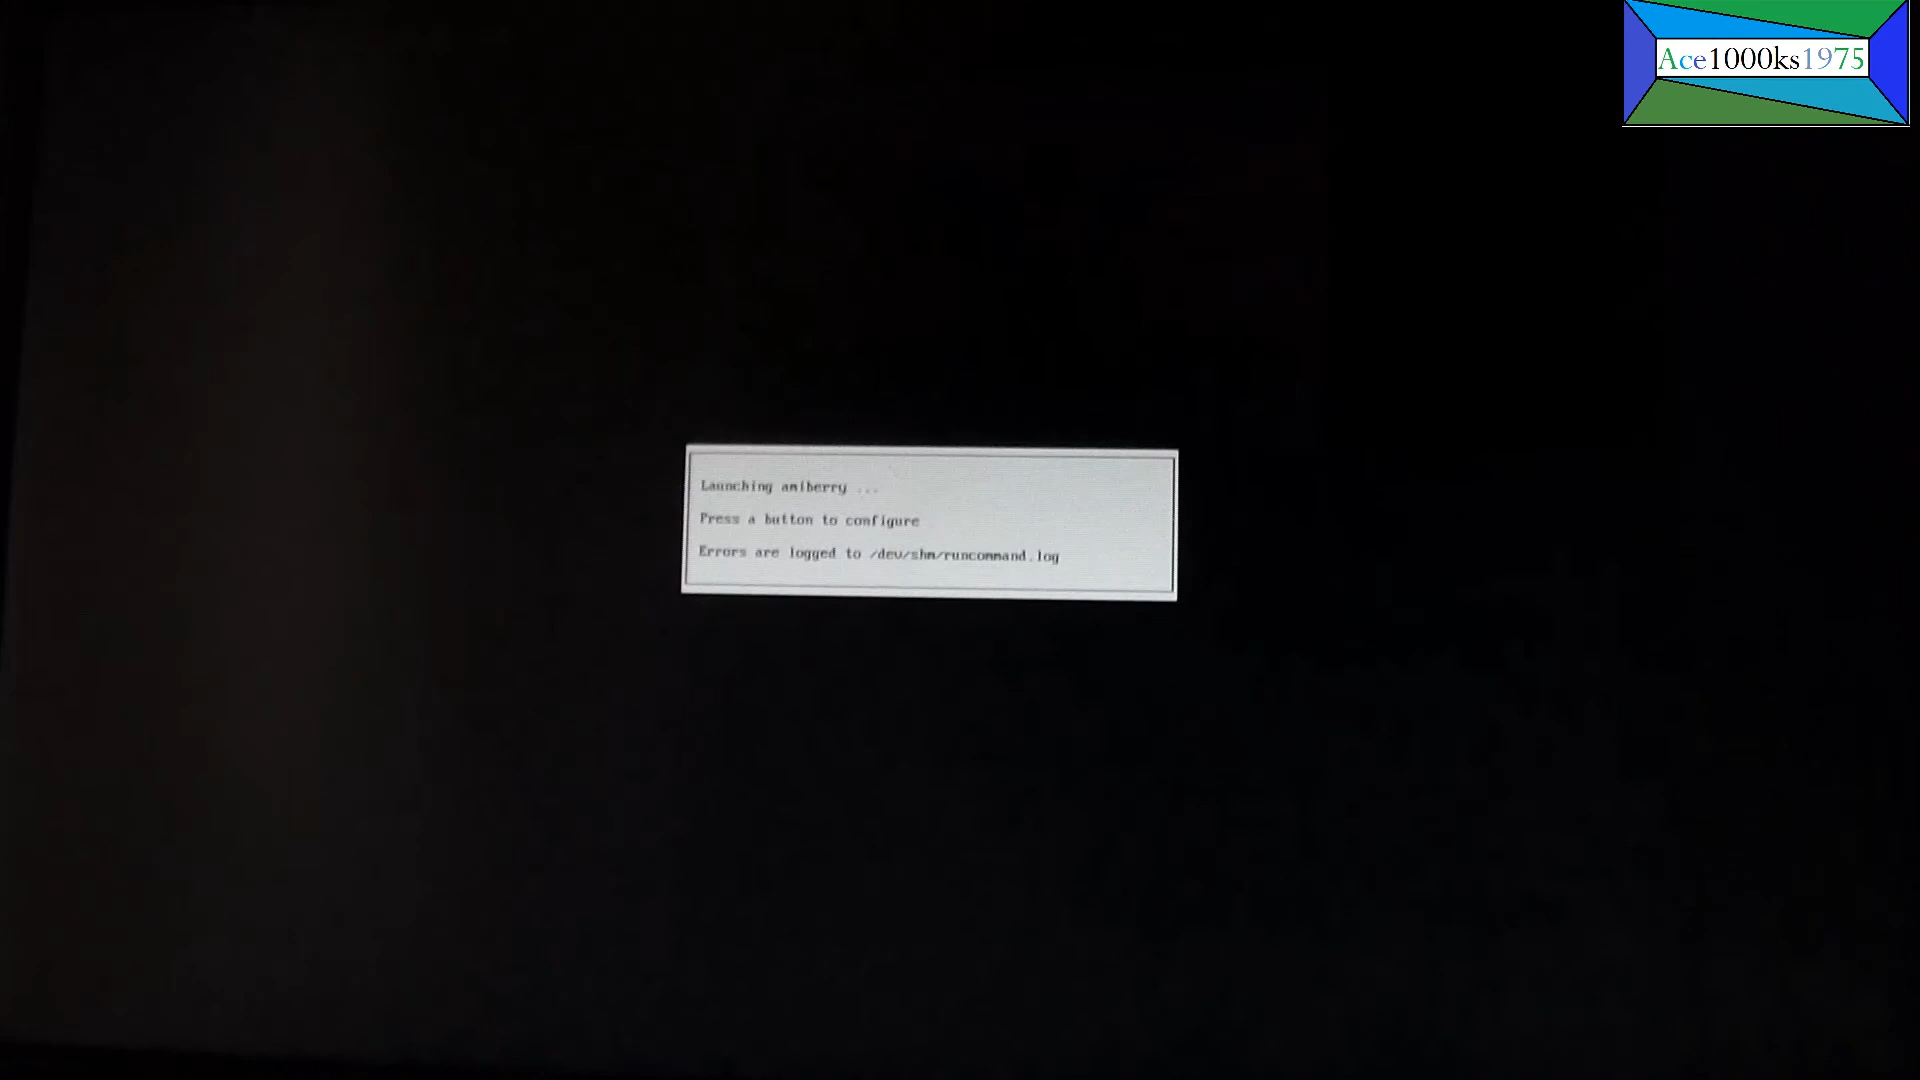 Ace1000ks1975
Launching amiberry ...
Press a button to configure
Errors are logged to /dev/shm/runcommand.log